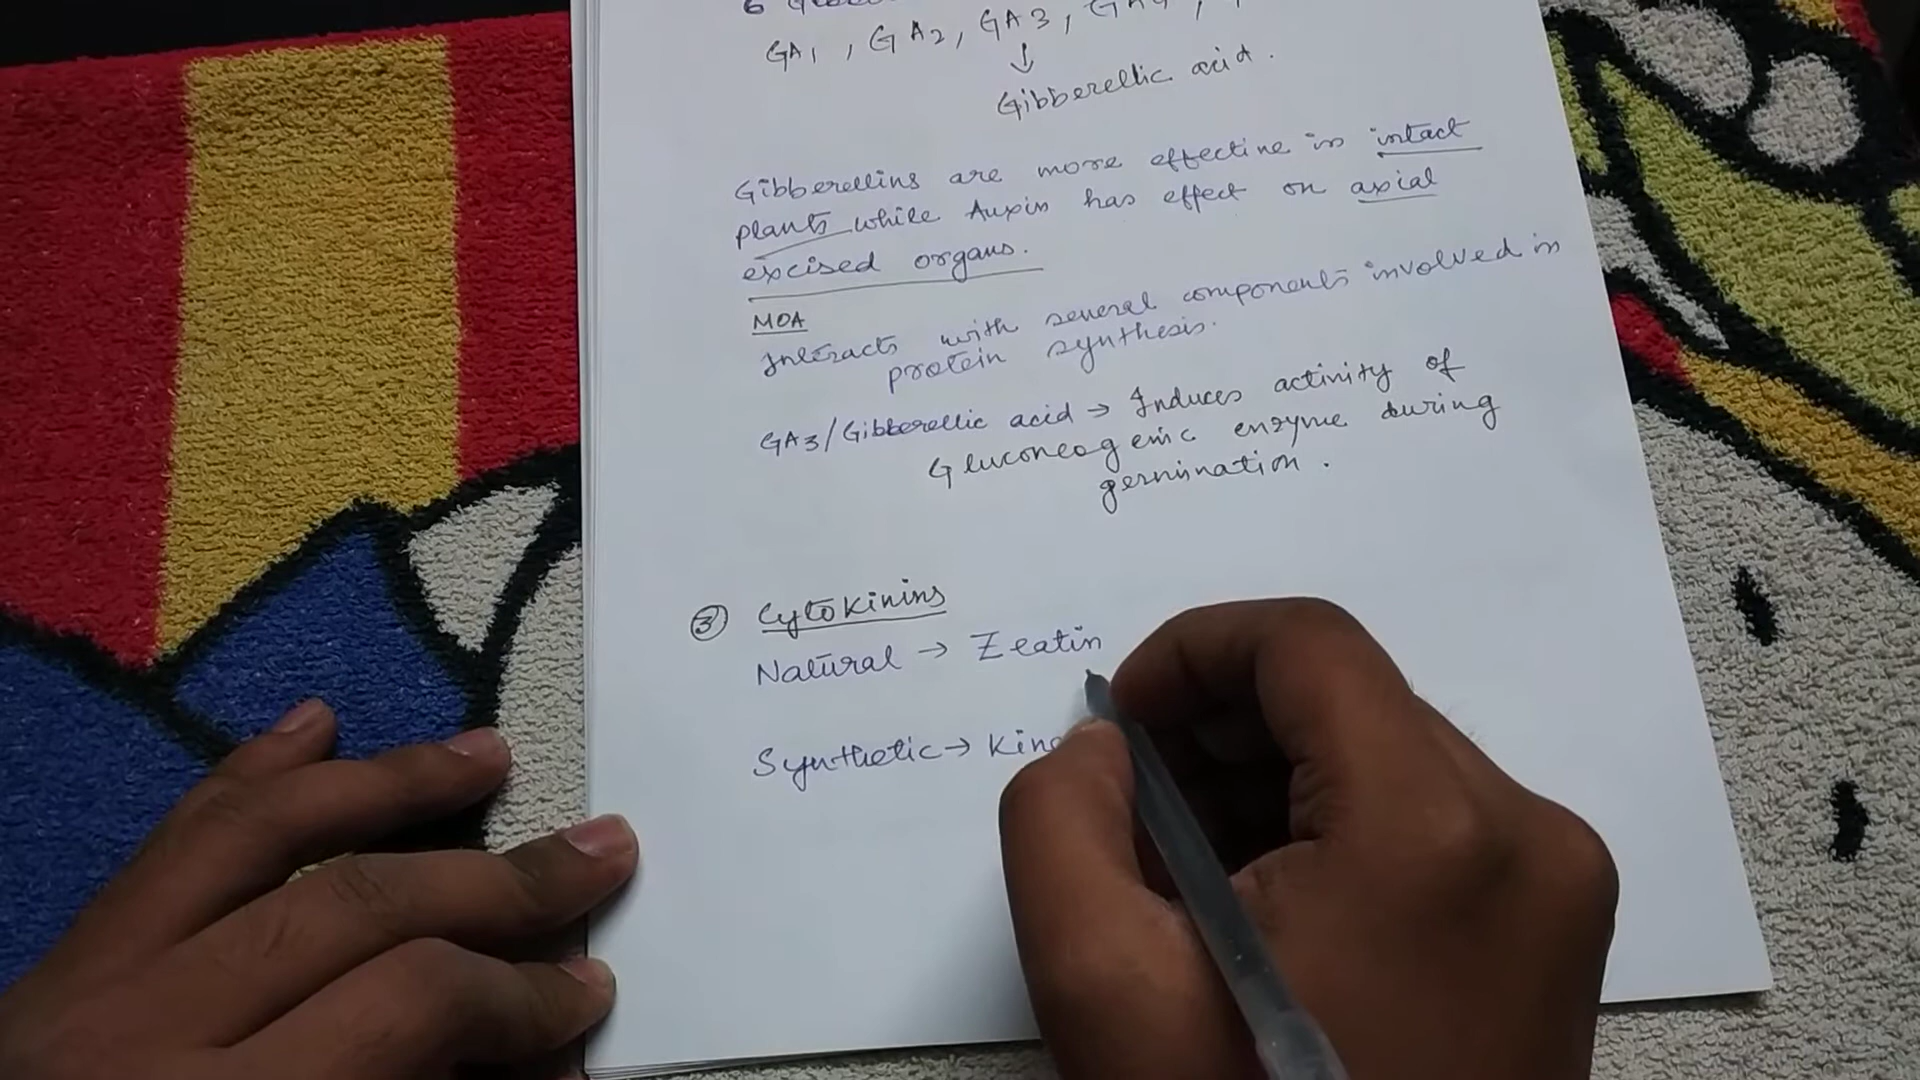 GA1, GA2, GA3, GA4,
↓
Gibberellic acid.
Gibberellins are more effective in intact
plants while Auxin has effect on axial
excised organs.
MOA
Interacts with several components involved in
protein synthesis.
GA3/Gibberellic acid → Induces activity of
Gluconeogenic enzyme during
germination.
③ Cytokinins
Natural → Zeatin
Synthetic →